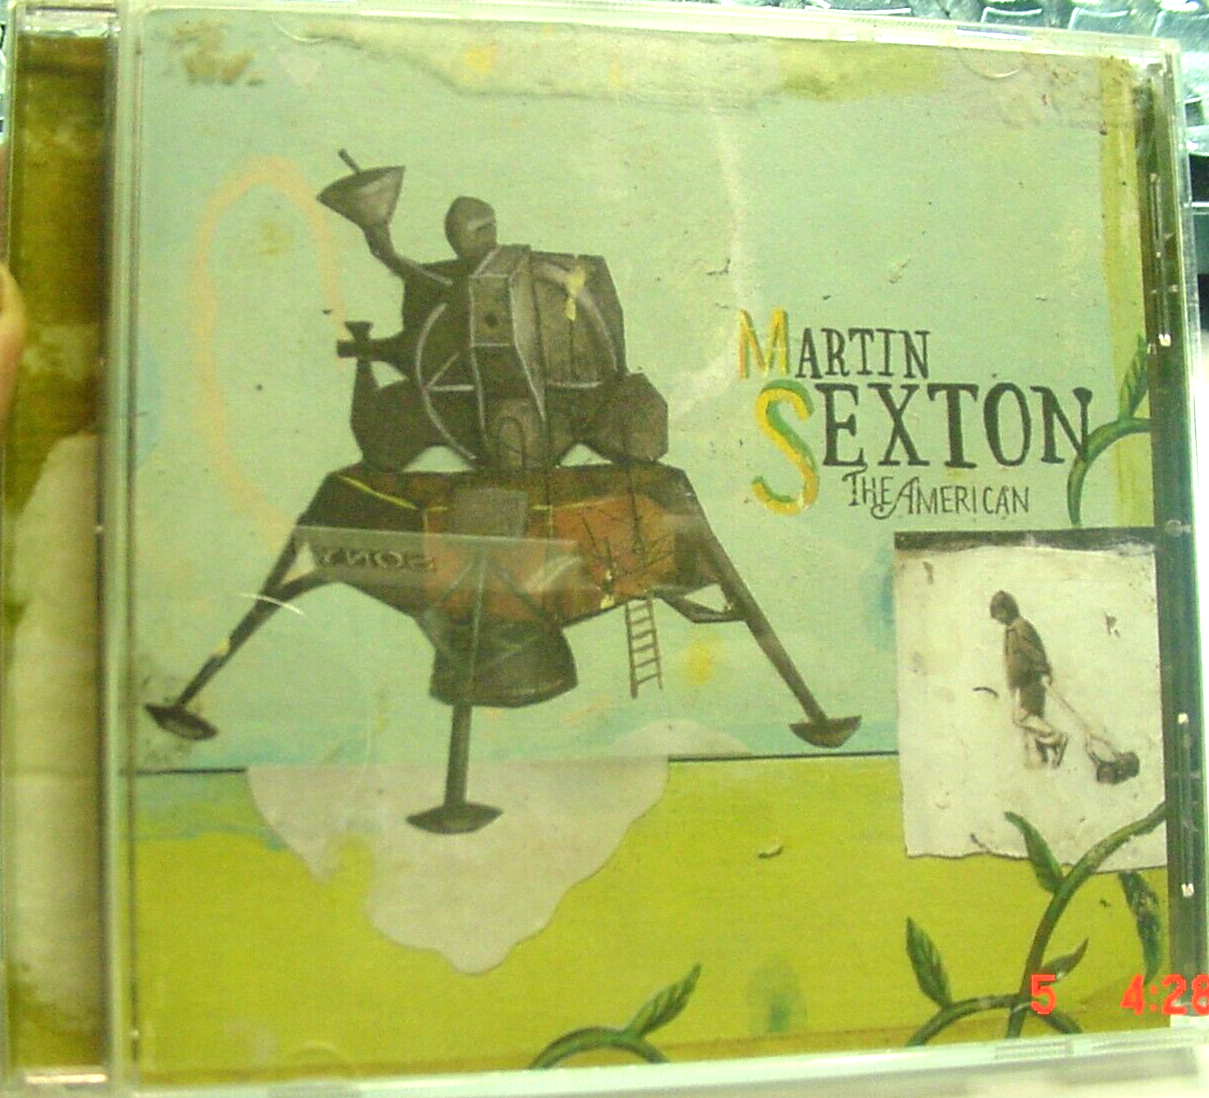 MARTIN
SEXTON
THE AMERICAN
SONY
5 4:28